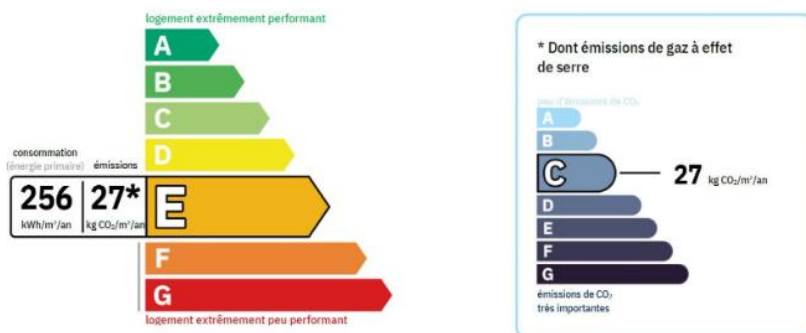 logement extrêmement performant
A
B
C
D
consommation
(énergie primaire) émissions
256 27*
kWh/m²/an kg CO₂/m²/an
E
F
G
logement extrêmement peu performant
* Dont émissions de gaz à effet
de serre
peu d'émissions de CO₂
A
B
C 27 kg CO₂/m²/an
D
E
F
G
émissions de CO₂
très importantes